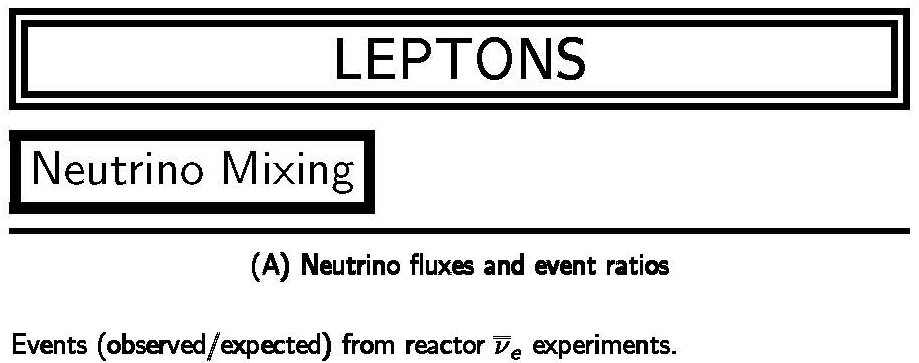 LEPTONS
Neutrino Mixing
(A) Neutrino fluxes and event ratios
Events (observed/expected) from reactor ν̅ₑ experiments.